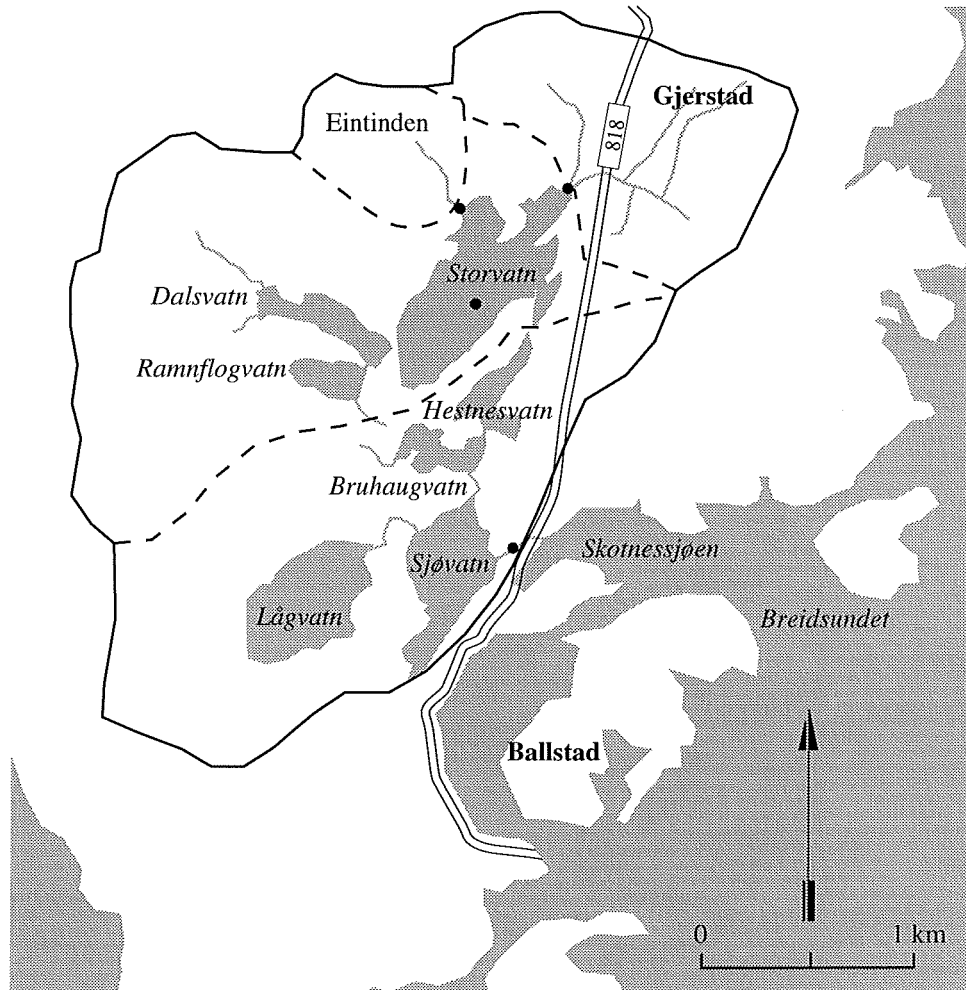 Gjerstad
Eintinden
818
Storvatn
Dalsvatn
Ramnflogvatn
Hestnesvatn
Bruhaugvatn
Sjøvatn
Skotnessjøen
Lågvatn
Breidsundet
Ballstad
0
1 km